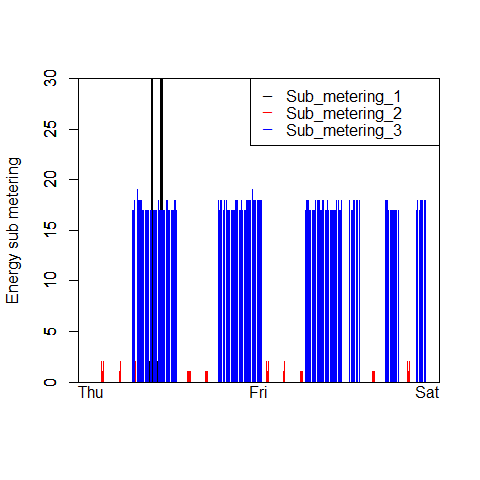 30
25
20
15
10
5
0
Energy sub metering
Sub_metering_1
Sub_metering_2
Sub_metering_3
Thu Fri Sat